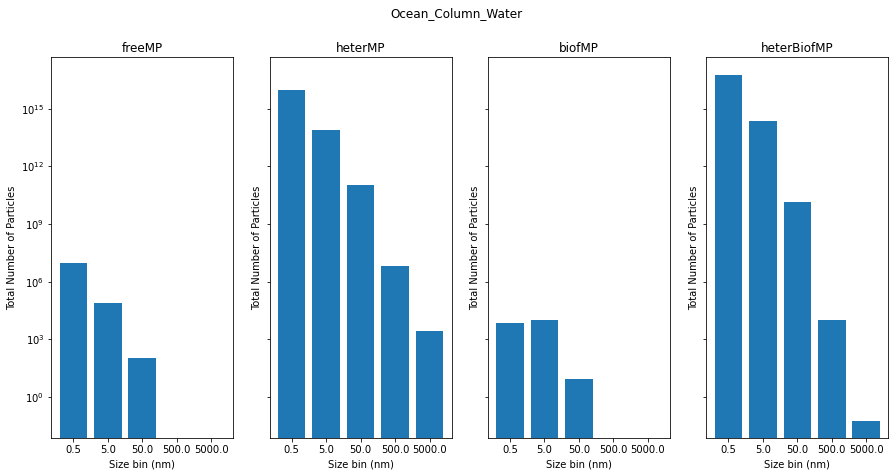 Ocean_Column_Water
freeMP
heterMP
biofMP
heterBiofMP
Total Number of Particles
10^15
10^12
10^9
10^6
10^3
10^0
0.5 5.0 50.0 500.0 5000.0
Size bin (nm)
Total Number of Particles
0.5 5.0 50.0 500.0 5000.0
Size bin (nm)
Total Number of Particles
0.5 5.0 50.0 500.0 5000.0
Size bin (nm)
Total Number of Particles
0.5 5.0 50.0 500.0 5000.0
Size bin (nm)